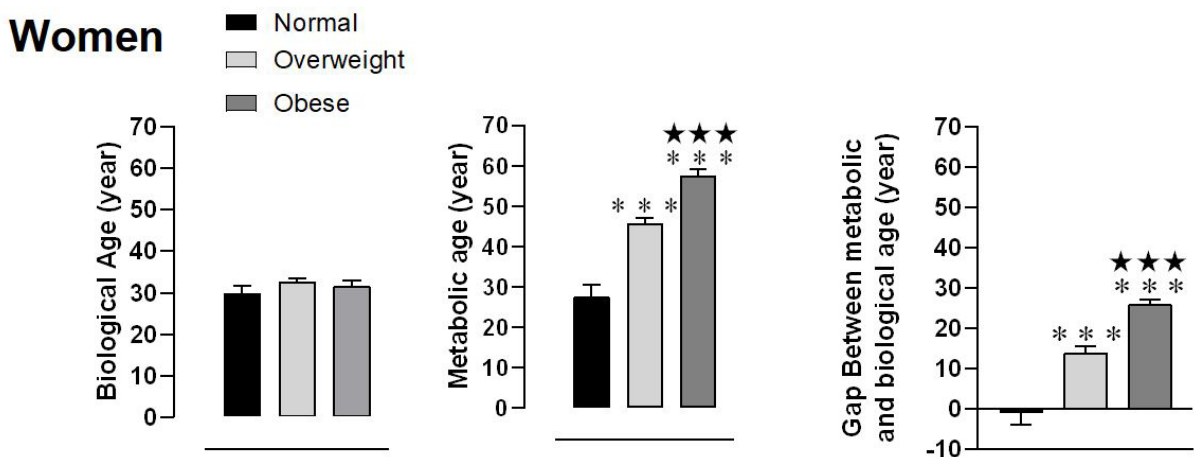 Women
Normal
Overweight
Obese
Biological Age (year)
70
60
50
40
30
20
10
0
Metabolic age (year)
70
60
50
40
30
20
10
0
* * *
★★★
* * *
Gap Between metabolic
and biological age (year)
70
60
50
40
30
20
10
0
-10
* * *
★★★
* * *